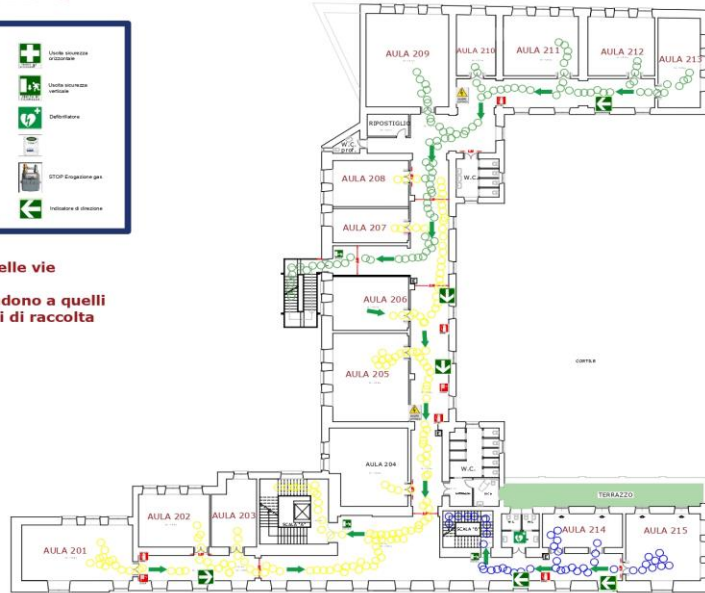 Uscita sicurezza
orizzontale
Uscita sicurezza
verticale
Defibrillatore
STOP Erogazione gas
Indicatore di direzione
elle vie
dono a quelli
i di raccolta
AULA 209
AULA 210
AULA 211
AULA 212
AULA 213
RIPOSTIGLIO
W.C.
prof.
W.C.
AULA 208
AULA 207
AULA 206
AULA 205
CORTILE
AULA 204
W.C.
TERRAZZO
AULA 202
AULA 203
AULA 201
AULA 214
AULA 215